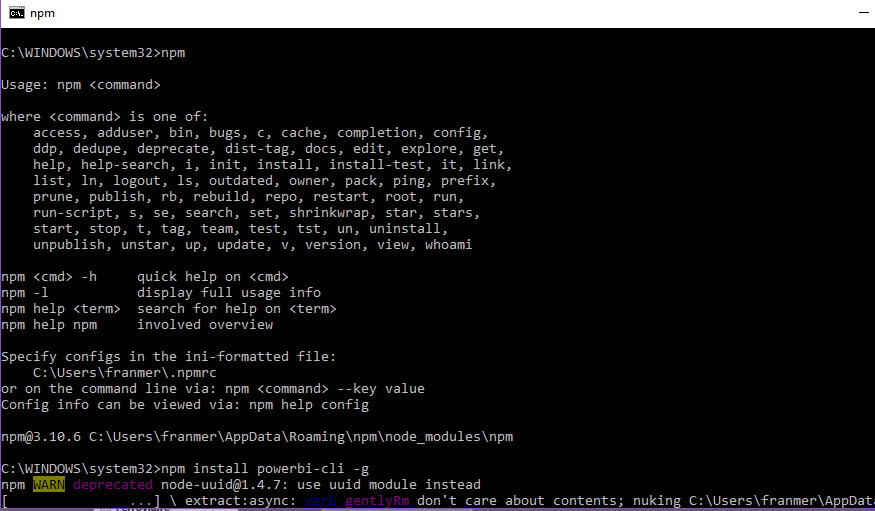 npm
C:\WINDOWS\system32>npm
Usage: npm <command>
where <command> is one of:
    access, adduser, bin, bugs, c, cache, completion, config,
    ddp, dedupe, deprecate, dist-tag, docs, edit, explore, get,
    help, help-search, i, init, install, install-test, it, link,
    list, ln, logout, ls, outdated, owner, pack, ping, prefix,
    prune, publish, rb, rebuild, repo, restart, root, run,
    run-script, s, se, search, set, shrinkwrap, star, stars,
    start, stop, t, tag, team, test, tst, un, uninstall,
    unpublish, unstar, up, update, v, version, view, whoami
npm <cmd> -h     quick help on <cmd>
npm -l           display full usage info
npm help <term>  search for help on <term>
npm help npm     involved overview
Specify configs in the ini-formatted file:
    C:\Users\franmer\.npmrc
or on the command line via: npm <command> --key value
Config info can be viewed via: npm help config
npm@3.10.6 C:\Users\franmer\AppData\Roaming\npm\node_modules\npm
C:\WINDOWS\system32>npm install powerbi-cli -g
npm WARN deprecated node-uuid@1.4.7: use uuid module instead
[               ...] \ extract:async: verb gentlyRm don't care about contents; nuking C:\Users\franmer\AppData